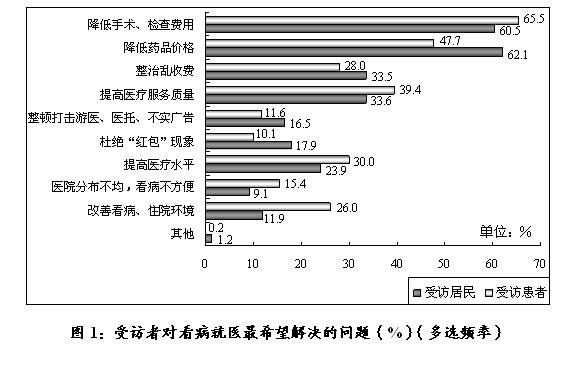 降低手术、检查费用 65.5
60.5
降低药品价格 47.7
62.1
整治乱收费 28.0
33.5
提高医疗服务质量 39.4
33.6
整顿打击游医、医托、不实广告 11.6
16.5
杜绝“红包”现象 10.1
17.9
提高医疗水平 30.0
23.9
医院分布不均，看病不方便 15.4
9.1
改善看病、住院环境 26.0
11.9
其他 0.2
1.2
单位：%
0 10 20 30 40 50 60 70
受访居民 受访患者
图 1：受访者对看病就医最希望解决的问题（%）（多选频率）